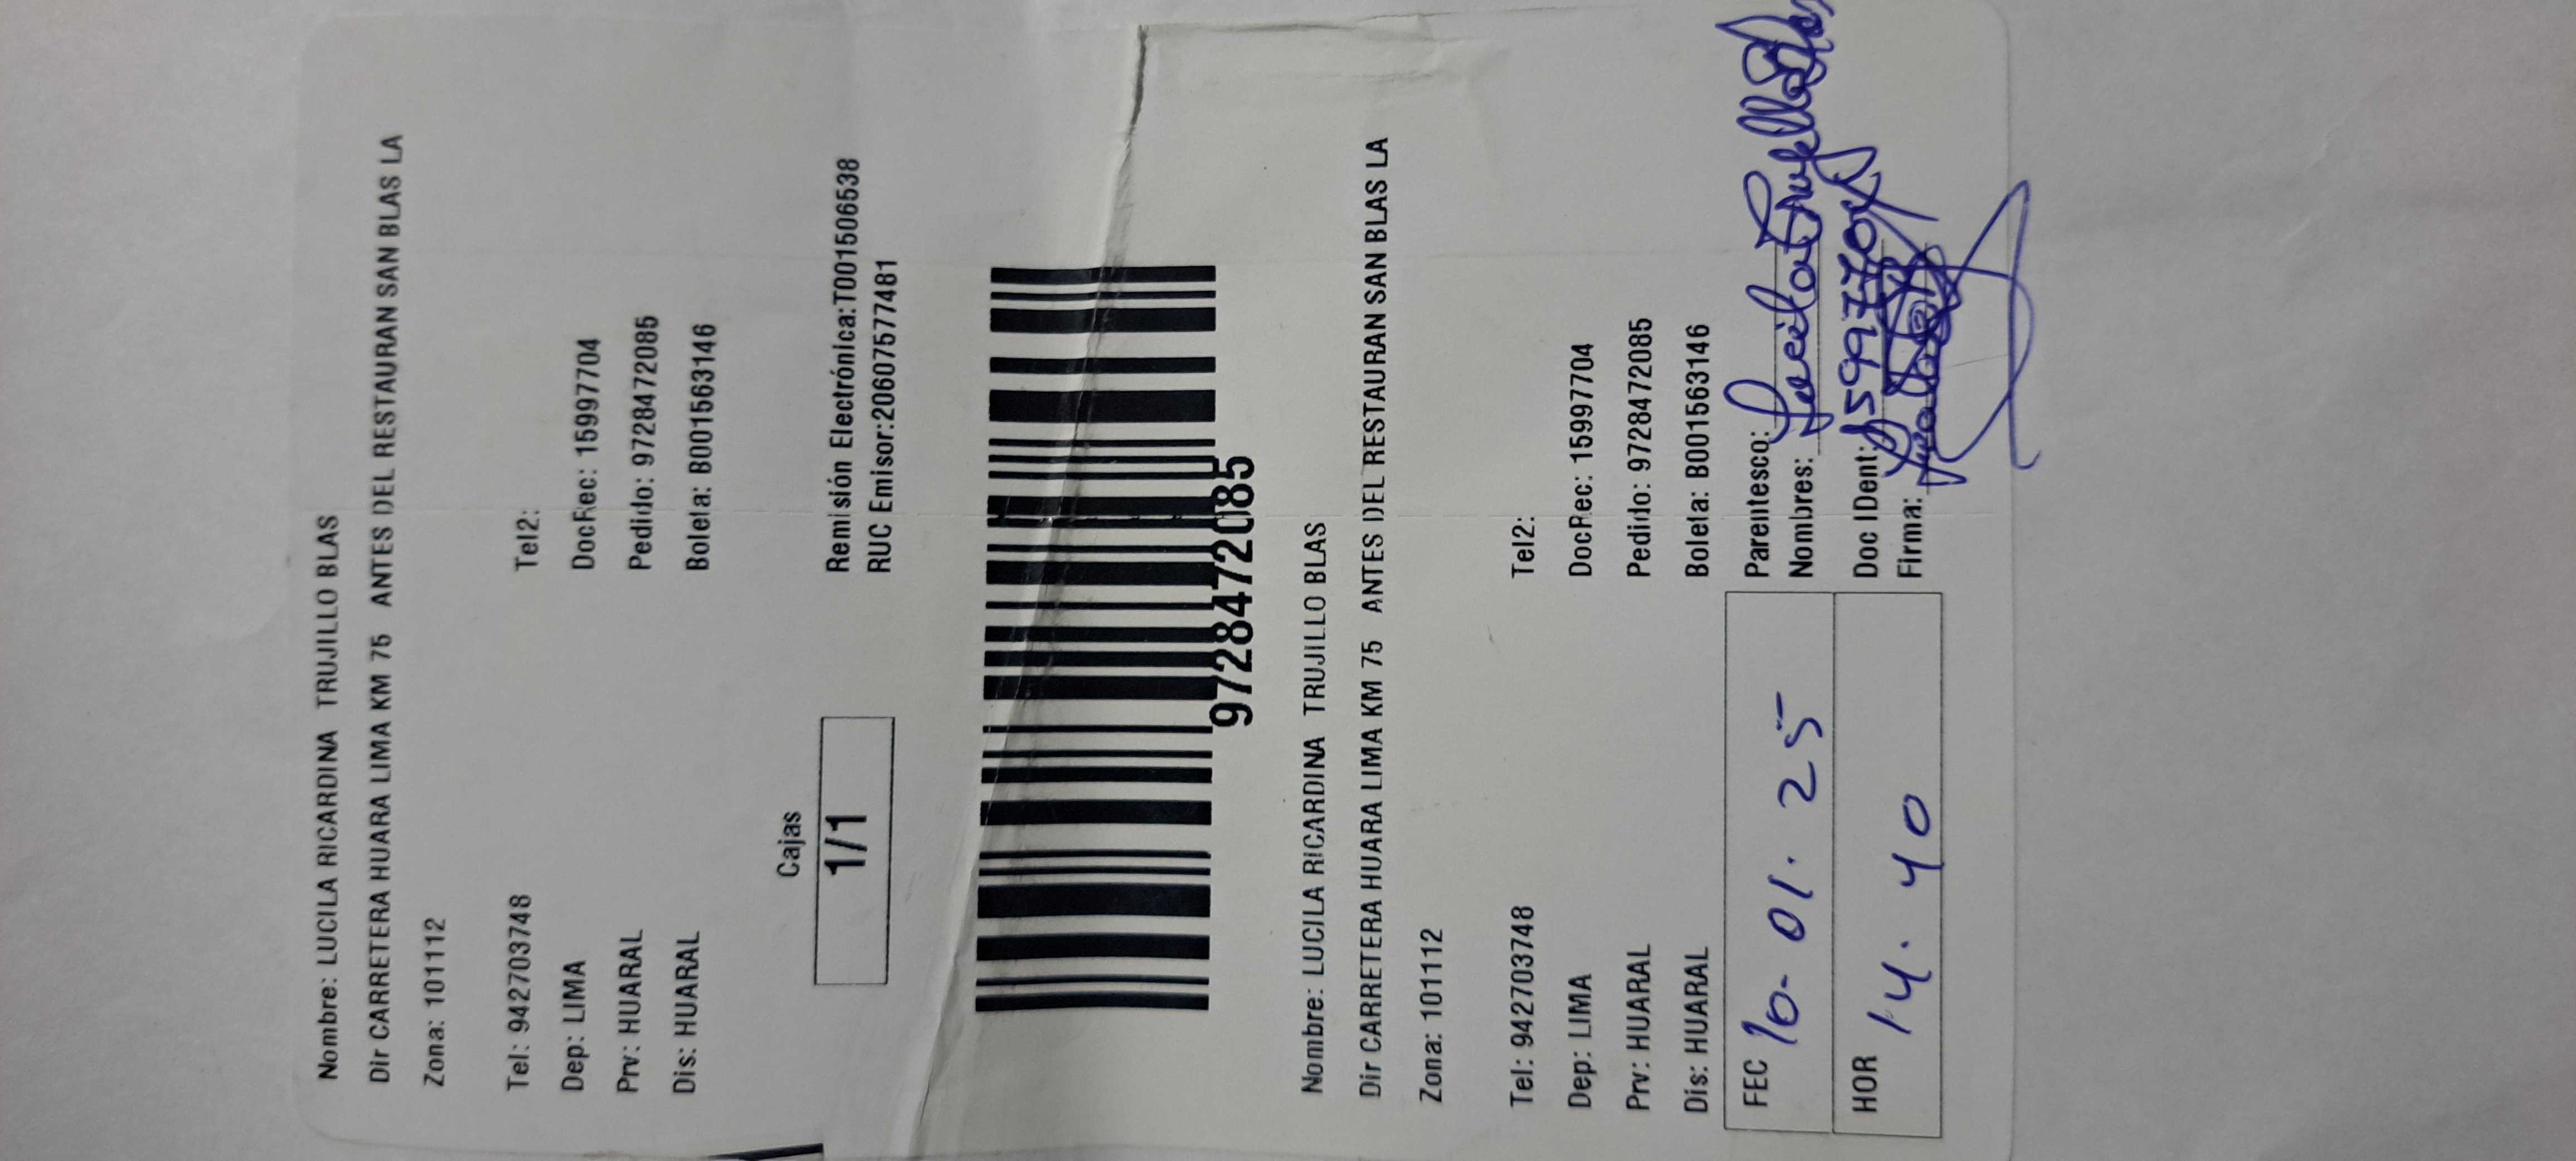 Nombre: LUCILA RICARDINA TRUJILLO BLAS
Dir CARRETERA HUARA LIMA KM 75 ANTES DEL RESTAURAN SAN BLAS LA
Zona: 101112
Tel: 942703748 Tel2:
Dep: LIMA DocRec: 15997704
Prv: HUARAL Pedido: 9728472085
Dis: HUARAL Boleta: B001563146
Cajas
1/1
Remisión Electrónica:T001506538
RUC Emisor:20607577481
9728472085
Nombre: LUCILA RICARDINA TRUJILLO BLAS
Dir CARRETERA HUARA LIMA KM 75 ANTES DEL RESTAURAN SAN BLAS LA
Zona: 101112
Tel: 942703748 Tel2:
Dep: LIMA DocRec: 15997704
Prv: HUARAL Pedido: 9728472085
Dis: HUARAL Boleta: B001563146
FEC 10-01.25
HOR 14.40
Parentesco:
Nombres: Lucila Trujillo Blas
Doc IDent: 15997704
Firma: